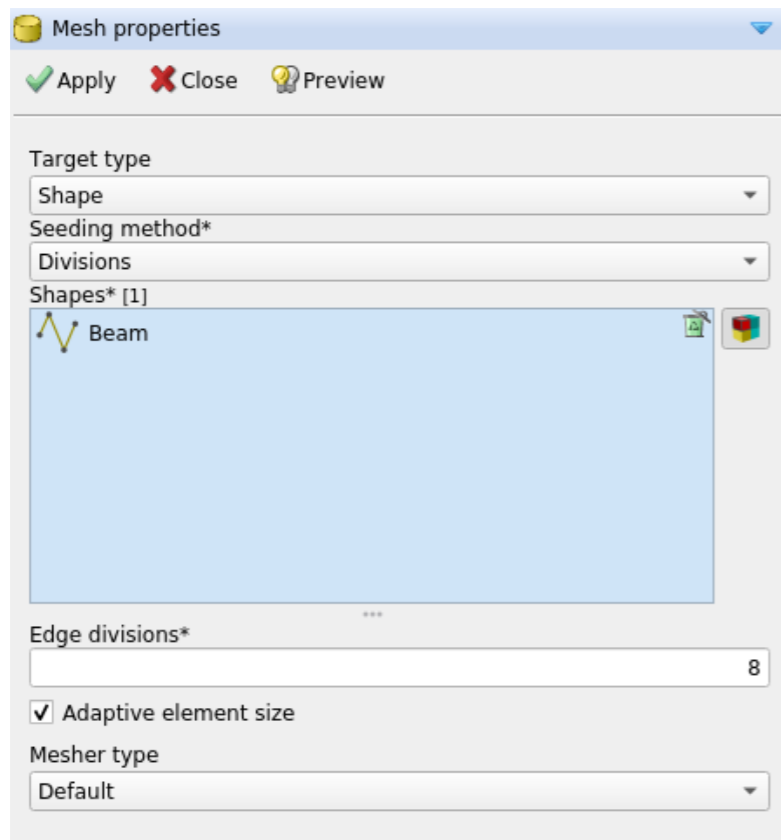 Mesh properties
Apply Close Preview
Target type
Shape
Seeding method*
Divisions
Shapes* [1]
Beam
Edge divisions*
8
Adaptive element size
Mesher type
Default